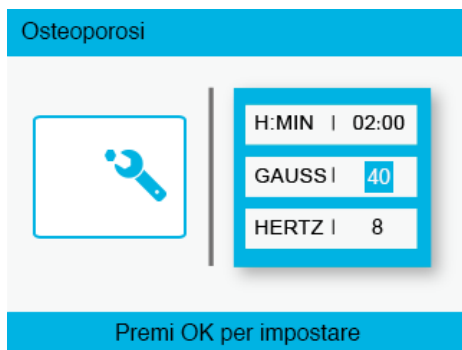 Osteoporosi
H:MIN | 02:00
GAUSS | 40
HERTZ | 8
Premi OK per impostare